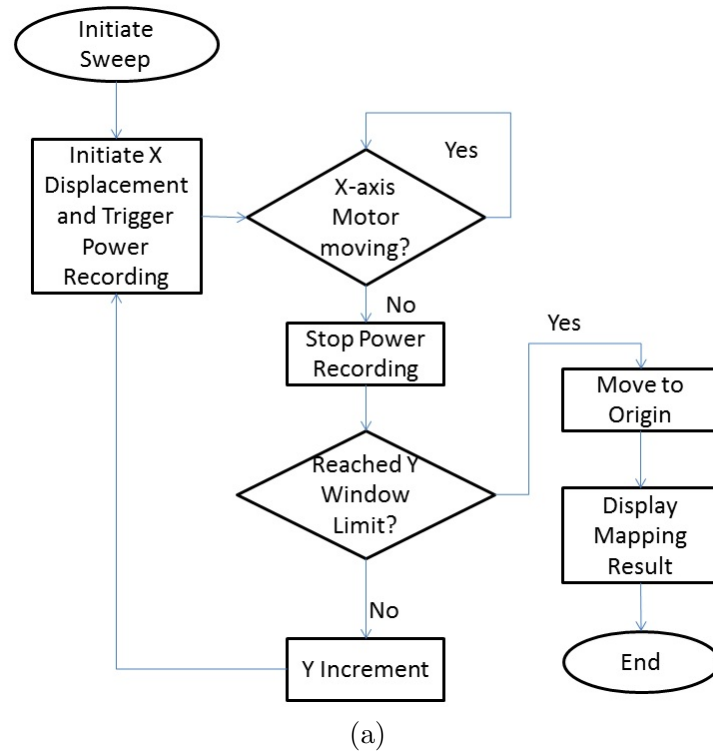 Initiate
Sweep
Initiate X
Displacement
and Trigger
Power
Recording
X-axis
Motor
moving?
Yes
No
Stop Power
Recording
Reached Y
Window
Limit?
Yes
Move to
Origin
Display
Mapping
Result
End
No
Y Increment
(a)